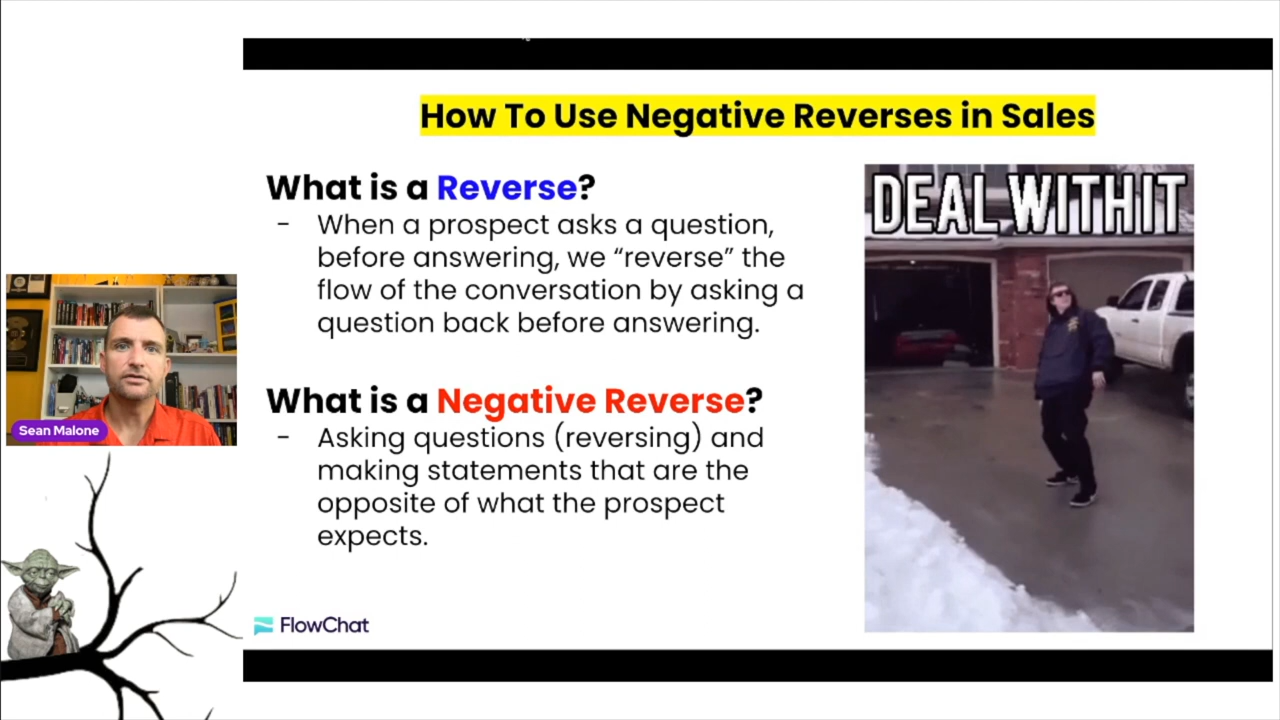 How To Use Negative Reverses in Sales
What is a Reverse?
- When a prospect asks a question,
before answering, we “reverse” the
flow of the conversation by asking a
question back before answering.
What is a Negative Reverse?
- Asking questions (reversing) and
making statements that are the
opposite of what the prospect
expects.
DEAL WITH IT
Sean Malone
FlowChat